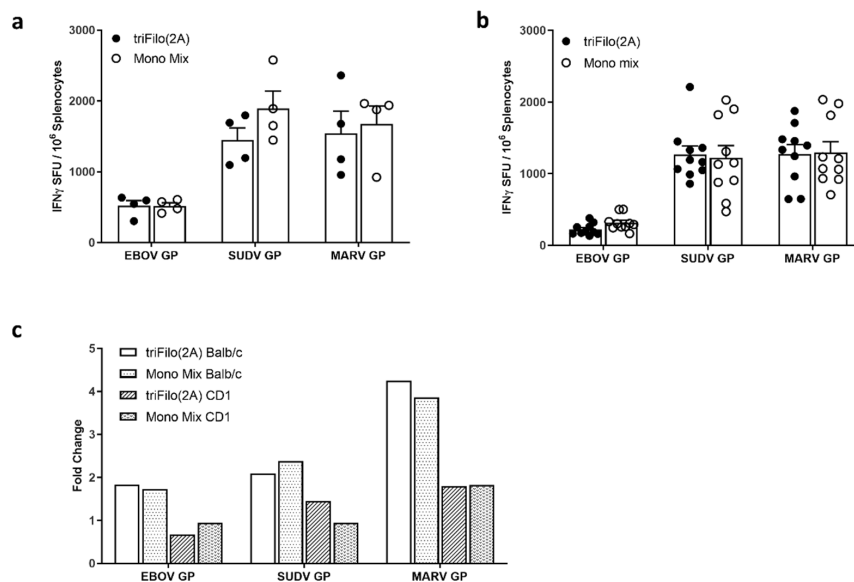 a
triFilo(2A)
Mono Mix
IFNγ SFU / 10⁶ Splenocytes
3000
2000
1000
0
EBOV GP SUDV GP MARV GP
b
triFilo(2A)
Mono mix
IFNγ SFU / 10⁶ Splenocytes
3000
2000
1000
0
EBOV GP SUDV GP MARV GP
c
triFilo(2A) Balb/c
Mono Mix Balb/c
triFilo(2A) CD1
Mono Mix CD1
Fold Change
5
4
3
2
1
0
EBOV GP SUDV GP MARV GP